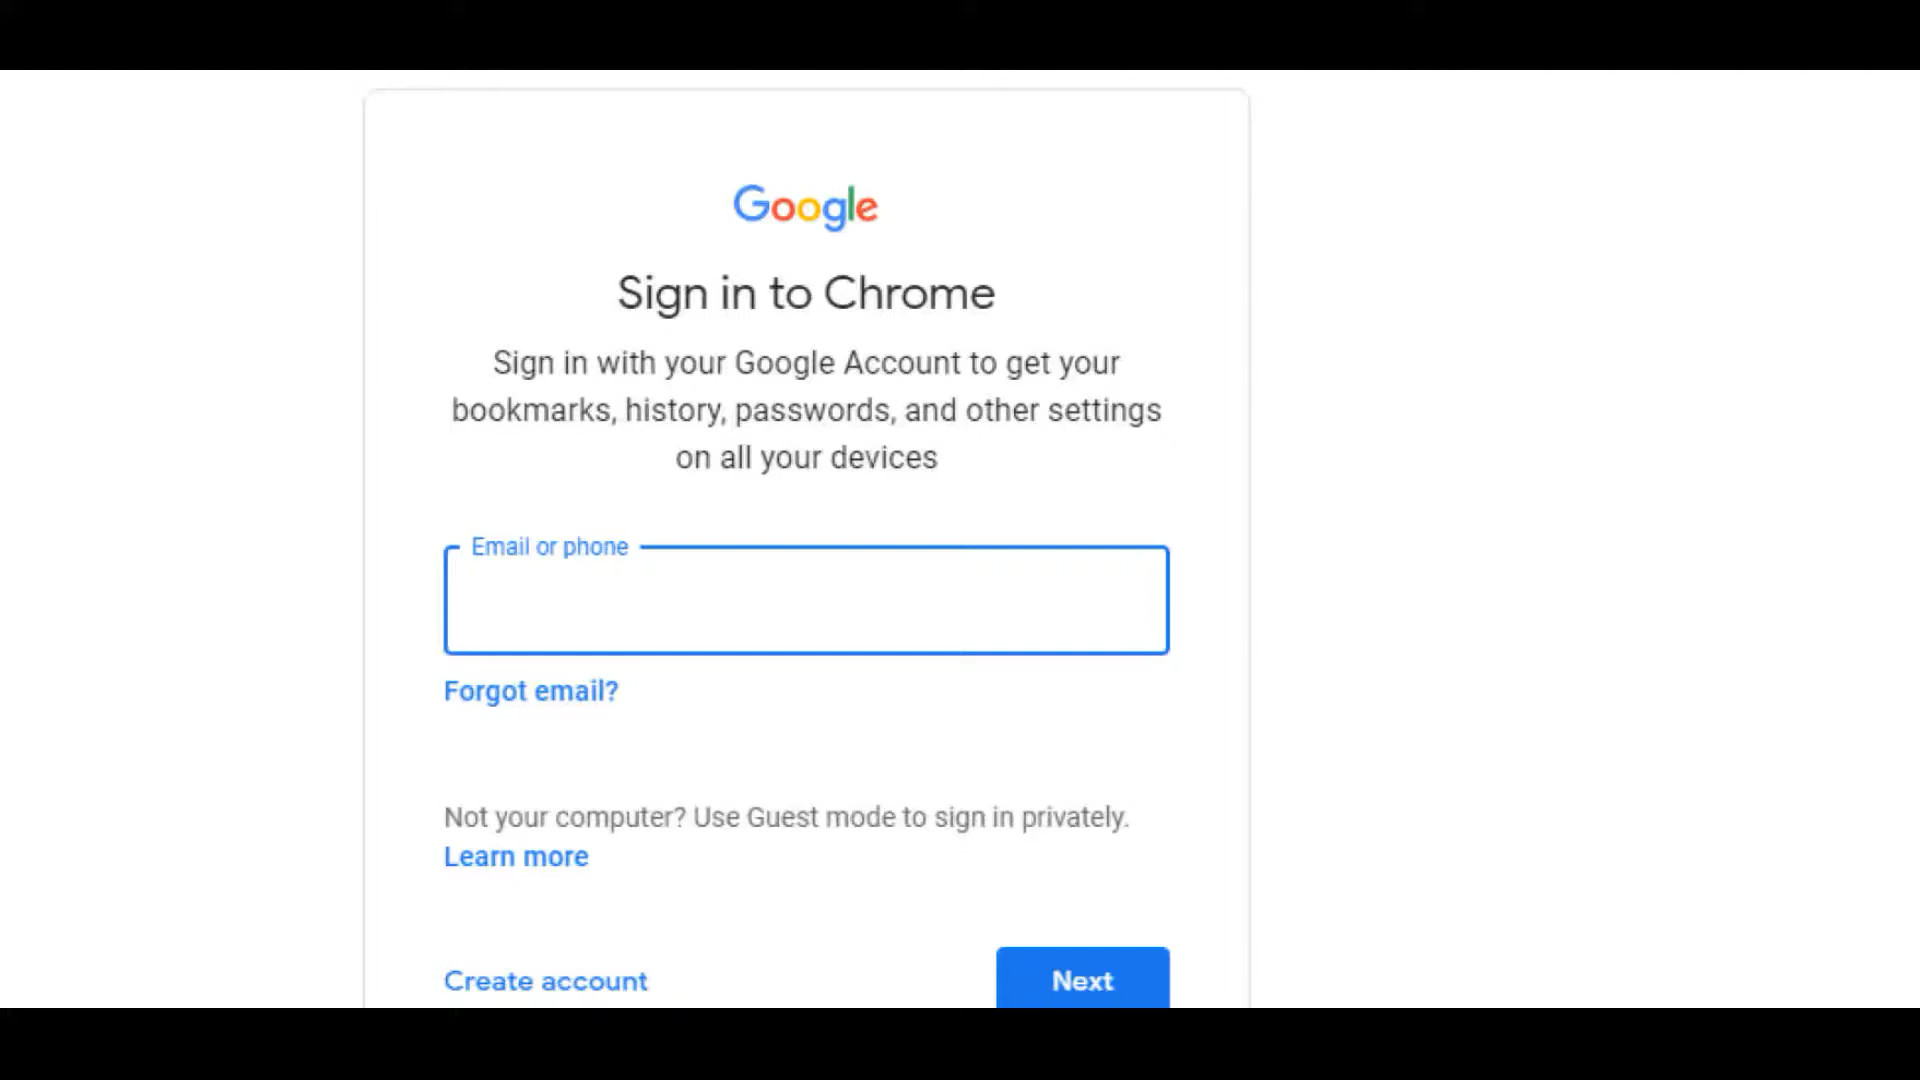 Google
Sign in to Chrome
Sign in with your Google Account to get your
bookmarks, history, passwords, and other settings
on all your devices
Email or phone
Forgot email?
Not your computer? Use Guest mode to sign in privately.
Learn more
Create account
Next